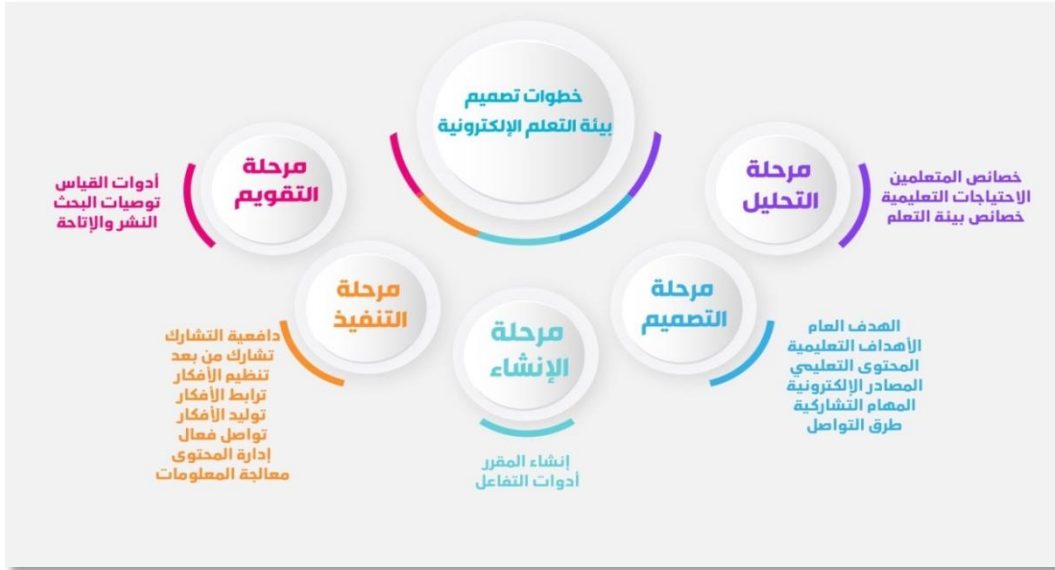 خطوات تصميم
بيئة التعلم الإلكترونية
مرحلة
التحليل
خصائص المتعلمين
الاحتياجات التعليمية
خصائص بيئة التعلم
مرحلة
التصميم
الهدف العام
الأهداف التعليمية
المحتوى التعليمي
المصادر الإلكترونية
المهام التشاركية
طرق التواصل
مرحلة
الإنشاء
إنشاء المقرر
أدوات التفاعل
مرحلة
التنفيذ
دافعية التشارك
تشارك من بعد
تنظيم الأفكار
ترابط الأفكار
توليد الأفكار
تواصل فعال
إدارة المحتوى
معالجة المعلومات
مرحلة
التقويم
أدوات القياس
توصيات البحث
النشر والإتاحة